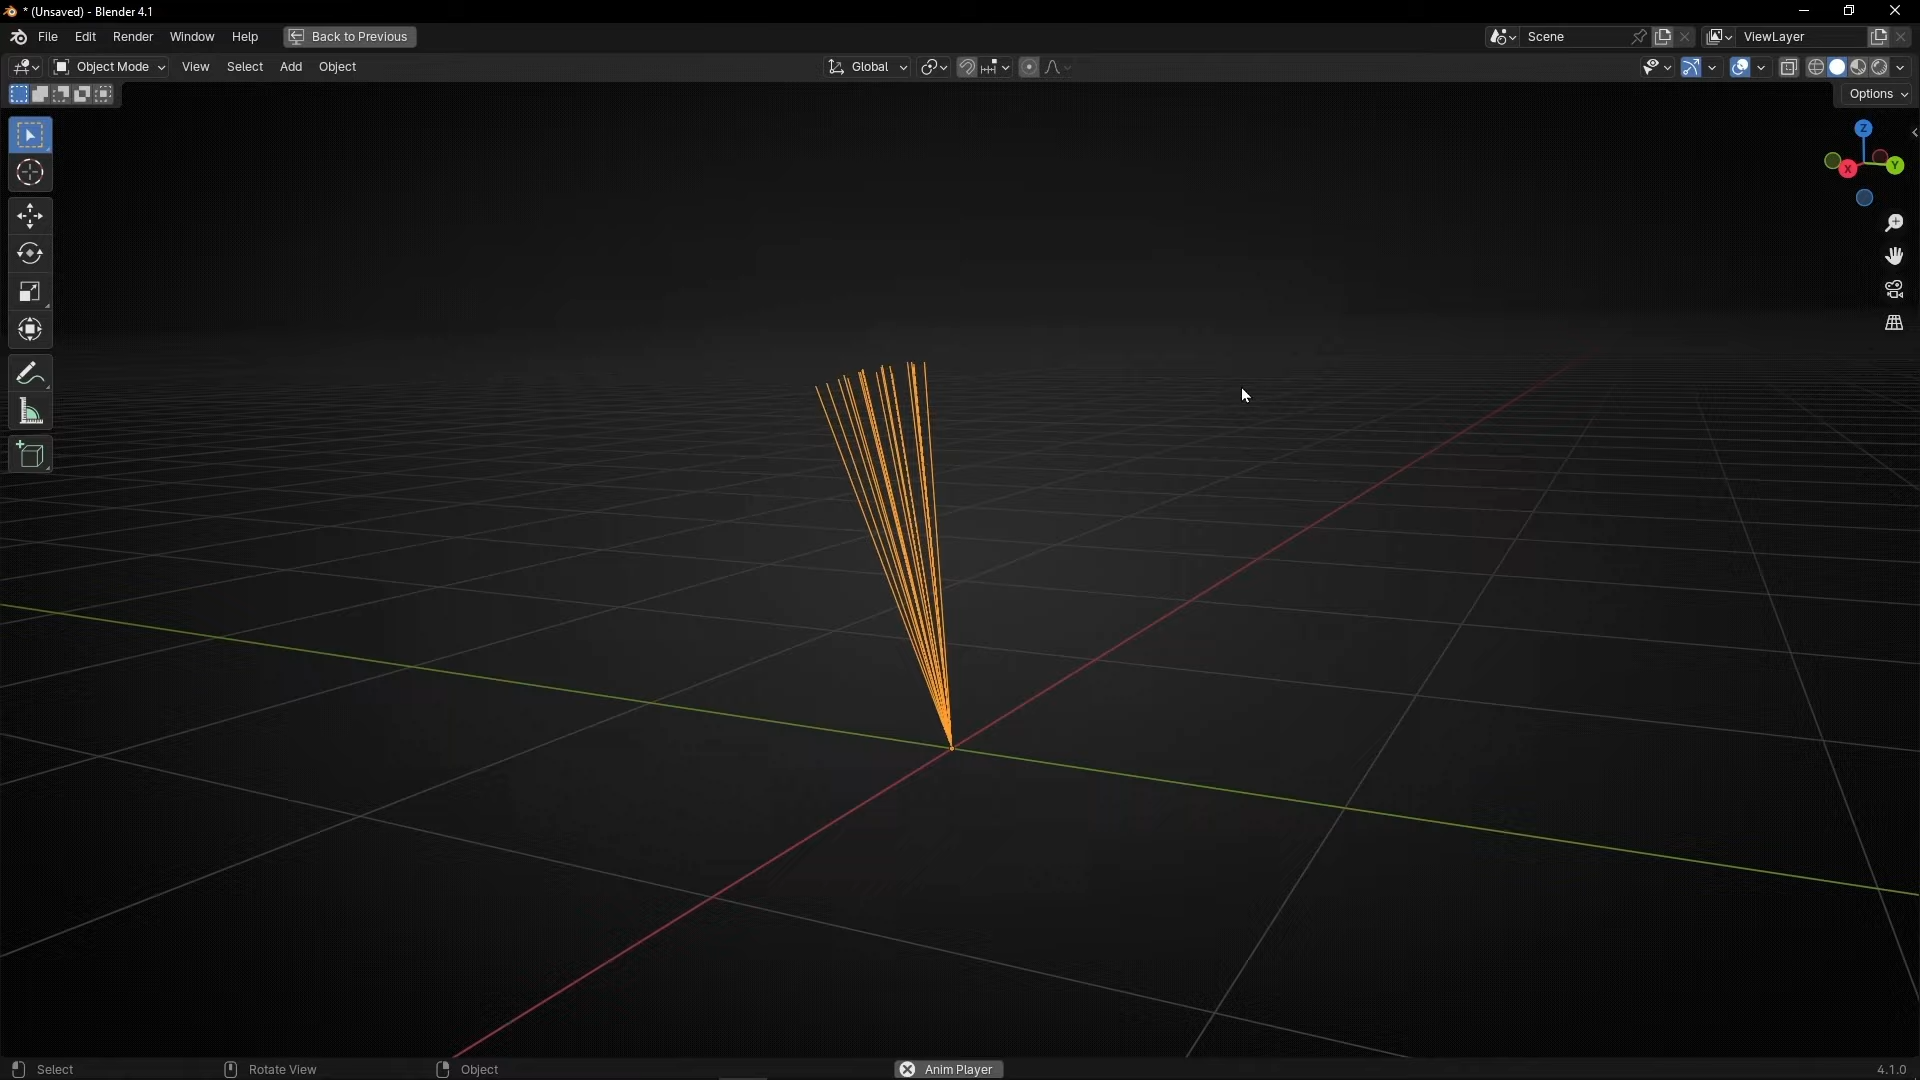 * (Unsaved) - Blender 4.1
File Edit Render Window Help Back to Previous Scene ViewLayer
Object Mode View Select Add Object Global
Options
Z
X Y
Select Rotate View Object Anim Player 4.1.0